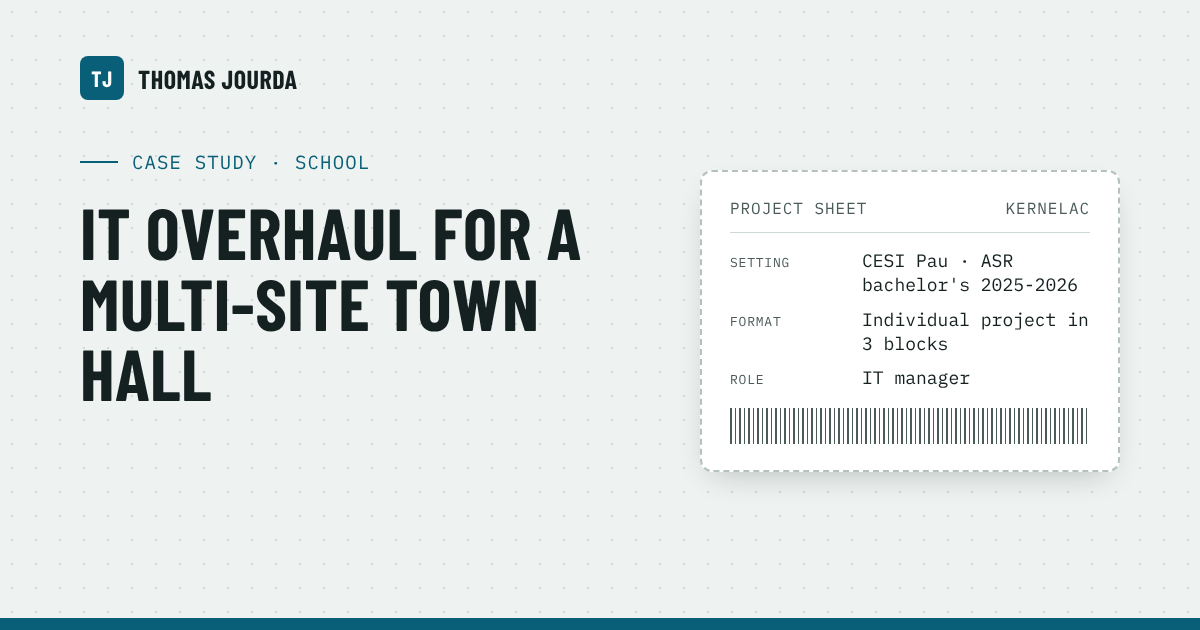 TJ THOMAS JOURDA
CASE STUDY · SCHOOL
IT OVERHAUL FOR A
MULTI-SITE TOWN
HALL
PROJECT SHEET KERNELAC
SETTING CESI Pau · ASR
bachelor's 2025-2026
FORMAT Individual project in
3 blocks
ROLE IT manager